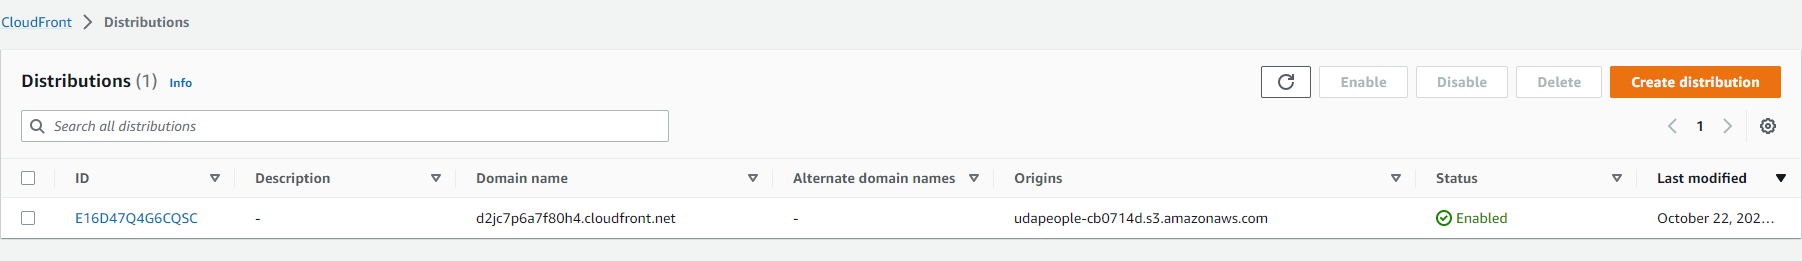 CloudFront > Distributions
Distributions (1) Info
Enable Disable Delete Create distribution
Search all distributions
1
ID Description Domain name Alternate domain names Origins Status Last modified
E16D47Q4G6CQSC - d2jc7p6a7f80h4.cloudfront.net - udapeople-cb0714d.s3.amazonaws.com Enabled October 22, 202...